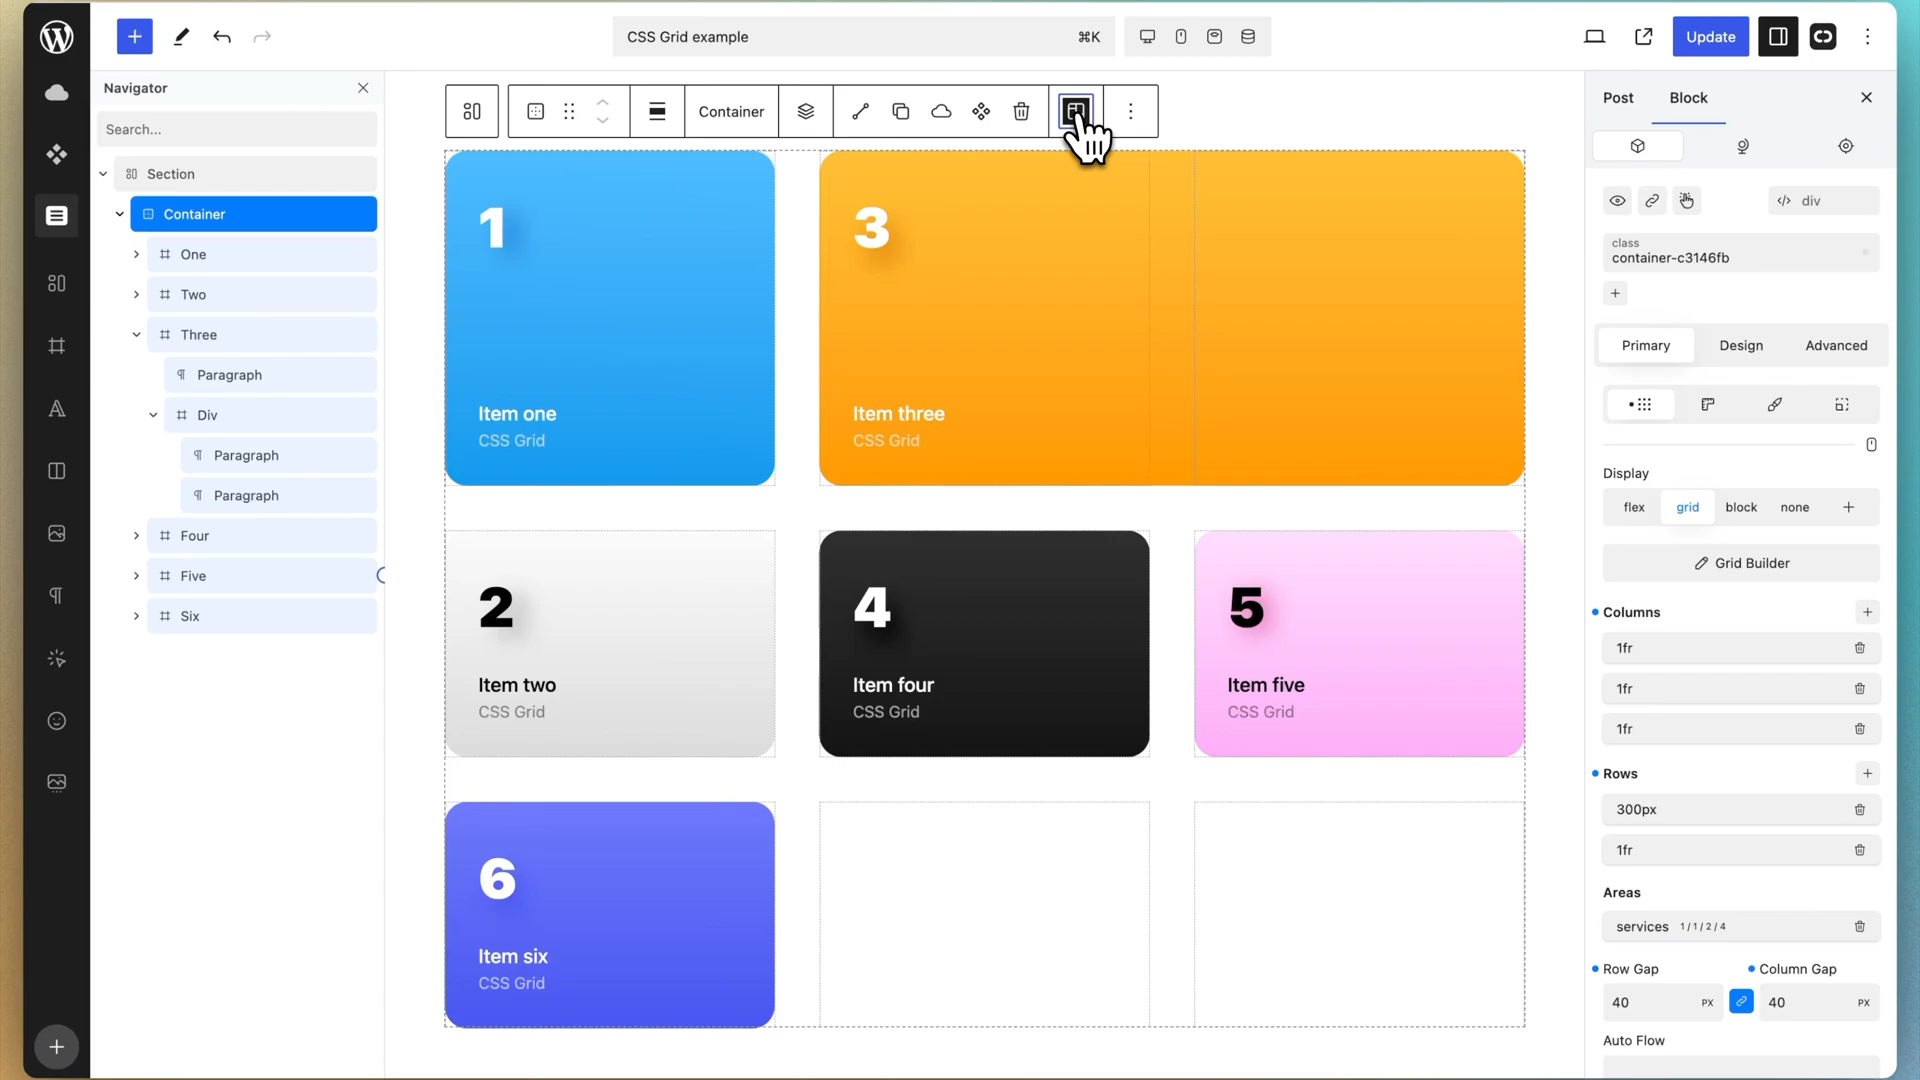 CSS Grid example
⌘K
Update
Navigator
Search...
Section
Container
One
Two
Three
Paragraph
Div
Paragraph
Paragraph
Four
Five
Six
Container
1
Item one
CSS Grid
3
Item three
CSS Grid
2
Item two
CSS Grid
4
Item four
CSS Grid
5
Item five
CSS Grid
6
Item six
CSS Grid
Post
Block
</> div
class
container-c3146fb
Primary
Design
Advanced
Display
flex
grid
block
none
Grid Builder
Columns
1fr
1fr
1fr
Rows
300px
1fr
Areas
services 1/1/2/4
Row Gap
Column Gap
40 PX
40 PX
Auto Flow